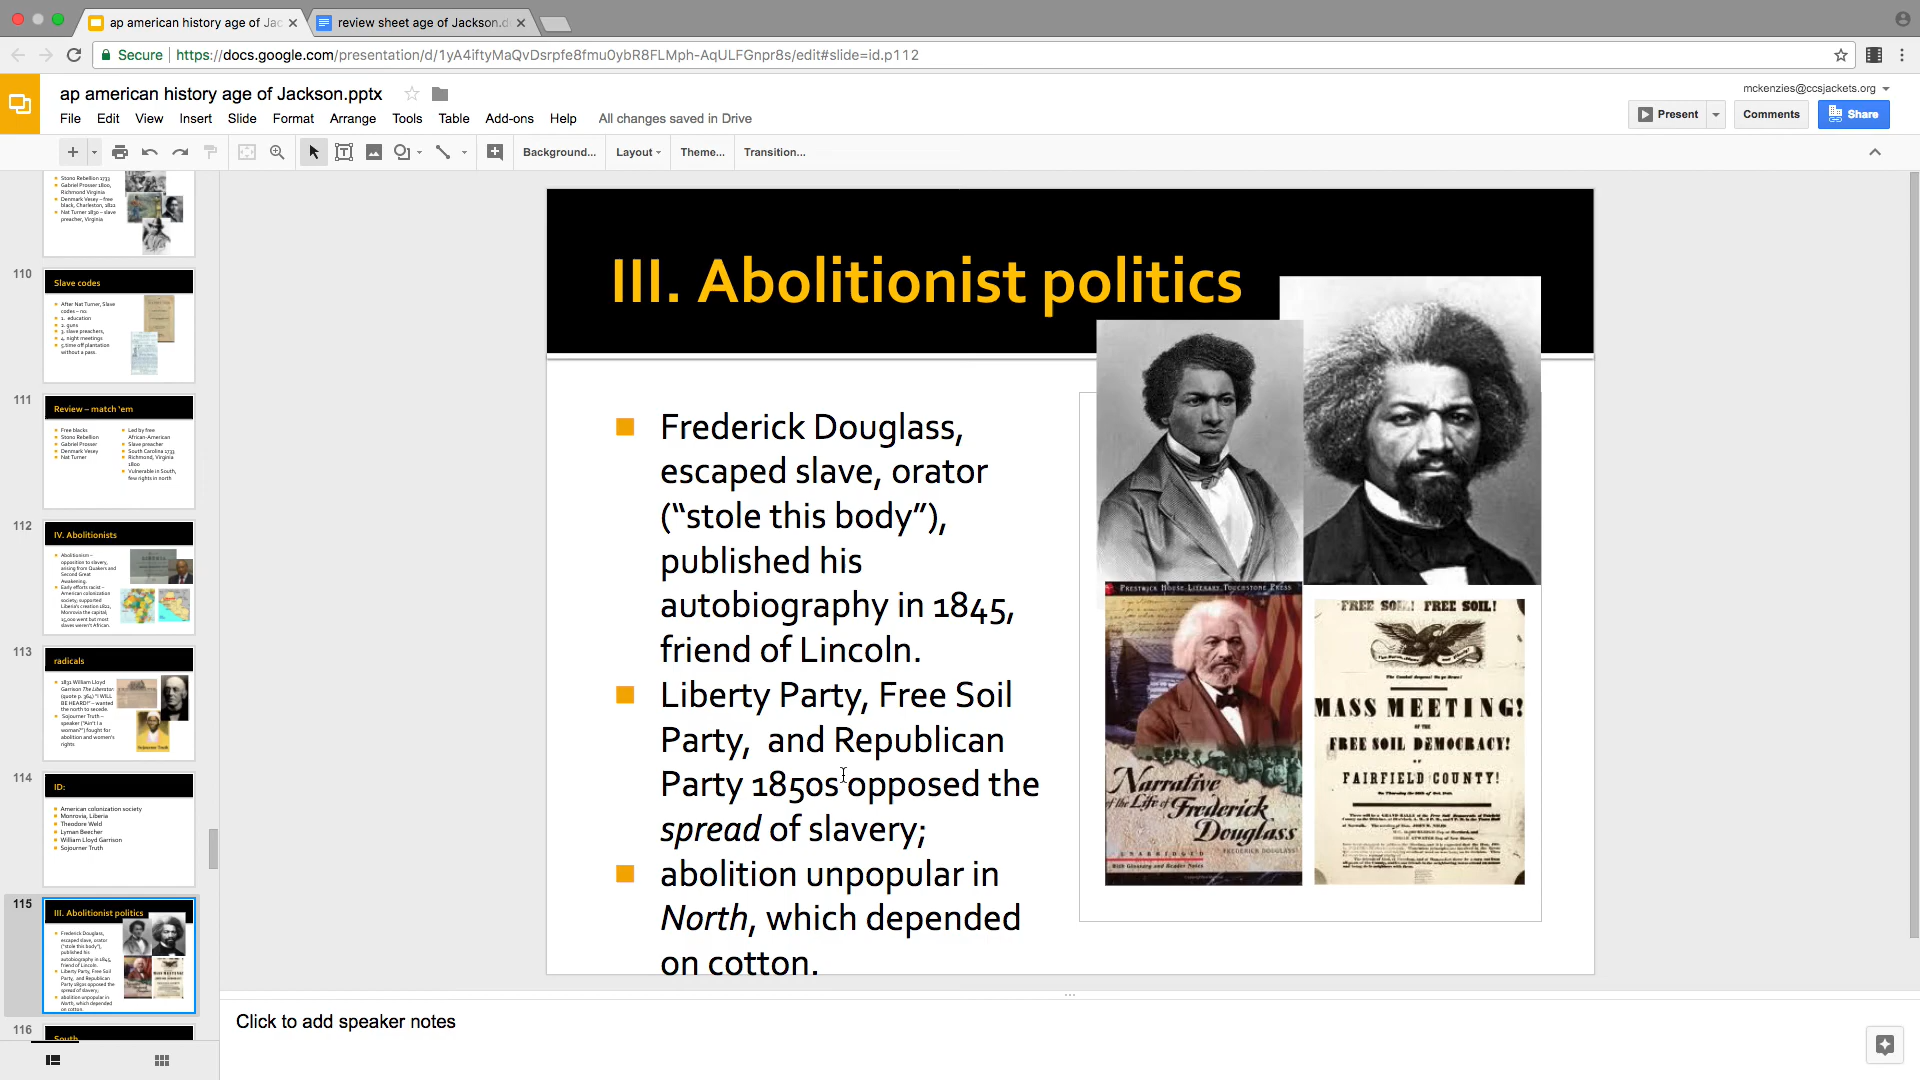 ap american history age of Jac
review sheet age of Jackson.d
Secure
https://docs.google.com/presentation/d/1yA4iftyMaQvDsrpfe8fmu0ybR8FLMph-AqULFGnpr8s/edit#slide=id.p112
ap american history age of Jackson.pptx
mckenzies@ccsjackets.org
File Edit View Insert Slide Format Arrange Tools Table Add-ons Help All changes saved in Drive
Present Comments Share
Background... Layout Theme... Transition...
Stono Rebellion 1733
Gabriel Prosser 1800,
Richmond Virginia
Denmark Vesey – free
black, Charleston, 1822
Nat Turner 1830 – slave
preacher, Virginia
110
Slave codes
After Nat Turner, Slave
codes – no:
1. education
2. guns
3. slave preachers,
4. night meetings
5. time off plantation
without a pass.
111
Review – match 'em
Free blacks
Stono Rebellion
Gabriel Prosser
Denmark Vesey
Nat Turner
Led by free
African-American
Slave preacher
South Carolina 1733
Richmond, Virginia
1800
Vulnerable in South,
few rights in north
112
IV. Abolitionists
Abolitionism –
opposition to slavery,
arising from Quakers and
Second Great
Awakening.
Early efforts racist –
American colonization
society, supported
Liberia's creation 1822,
Monrovia the capital,
15,000 went but most
slaves weren't African.
113
radicals
1831 William Lloyd
Garrison The Liberator
(quote p. 364) "I WILL
BE HEARD!" – wanted
the north to secede.
Sojourner Truth –
speaker ("Ain't I a
woman?") fought for
abolition and women's
rights
Sojourner Truth
114
ID:
American colonization society
Monrovia, Liberia
Theodore Weld
Lyman Beecher
William Lloyd Garrison
Sojourner Truth
115
III. Abolitionist politics
Frederick Douglass,
escaped slave, orator
("stole this body"),
published his
autobiography in 1845,
friend of Lincoln.
Liberty Party, Free Soil
Party, and Republican
Party 1850s opposed the
spread of slavery;
abolition unpopular in
North, which depended
on cotton.
116
South
III. Abolitionist politics
Frederick Douglass,
escaped slave, orator
(“stole this body”),
published his
autobiography in 1845,
friend of Lincoln.
Liberty Party, Free Soil
Party, and Republican
Party 1850s opposed the
spread of slavery;
abolition unpopular in
North, which depended
on cotton.
Prestwick House Literary Touchstone Press
Narrative
of the Life of Frederick
Douglass
FREDERICK DOUGLASS
UNABRIDGED
With Glossary and Reader Notes
FREE SOIL! FREE SOIL!
MASS MEETING!
OF THE
FREE SOIL DEMOCRACY!
OF
FAIRFIELD COUNTY!
Click to add speaker notes